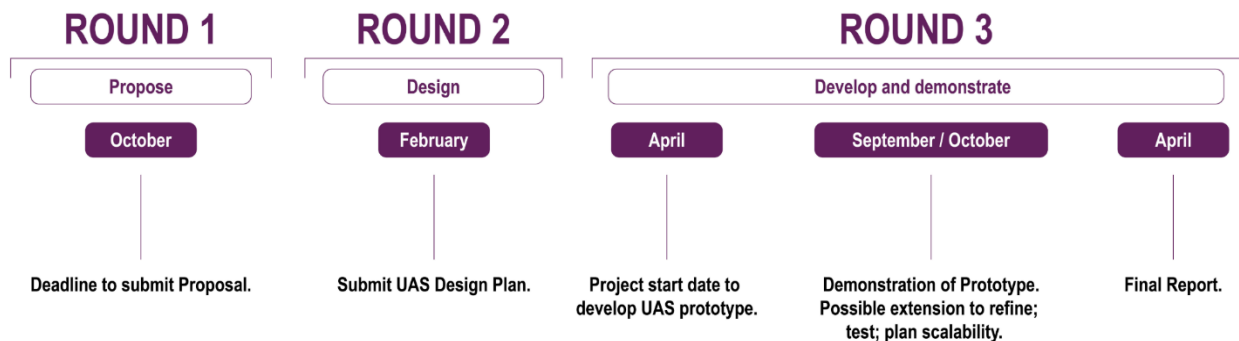 ROUND 1
Propose
October
Deadline to submit Proposal.
ROUND 2
Design
February
Submit UAS Design Plan.
ROUND 3
Develop and demonstrate
April
Project start date to
develop UAS prototype.
September / October
Demonstration of Prototype.
Possible extension to refine;
test; plan scalability.
April
Final Report.